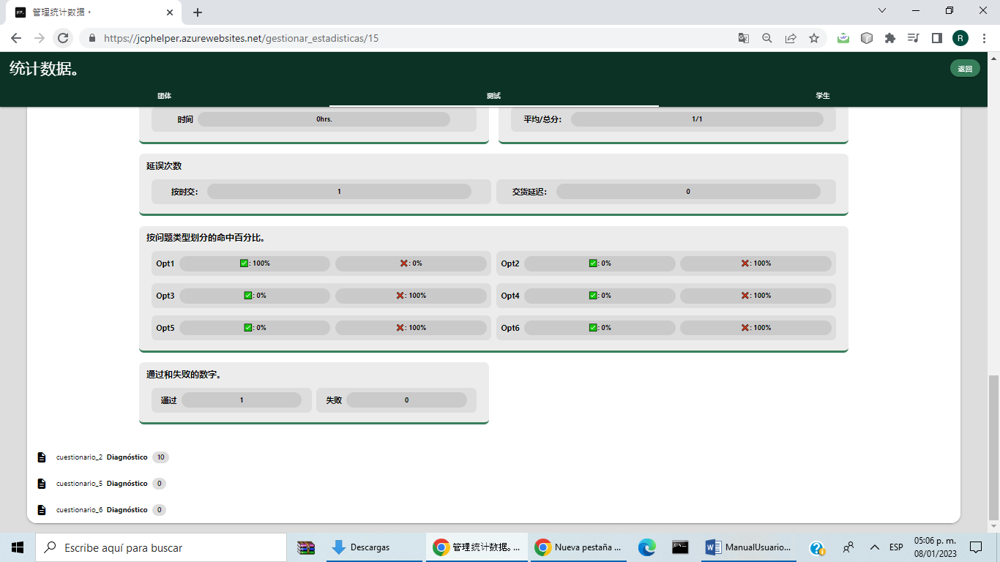 管理统计数据。
https://jcphelper.azurewebsites.net/gestionar_estadisticas/15
R
统计数据。
返回
团体 测试 学生
时间 0hrs. 平均/总分: 1/1
延误次数
按时交: 1 交货延迟: 0
按问题类型划分的命中百分比。
Opt1 ✅: 100% ❌: 0% Opt2 ✅: 0% ❌: 100%
Opt3 ✅: 0% ❌: 100% Opt4 ✅: 0% ❌: 100%
Opt5 ✅: 0% ❌: 100% Opt6 ✅: 0% ❌: 100%
通过和失败的数字。
通过 1 失败 0
cuestionario_2 Diagnóstico 10
cuestionario_5 Diagnóstico 0
cuestionario_6 Diagnóstico 0
Escribe aquí para buscar
Descargas
管理统计数据。...
Nueva pestaña ...
ManualUsuario...
ESP
05:06 p. m.
08/01/2023